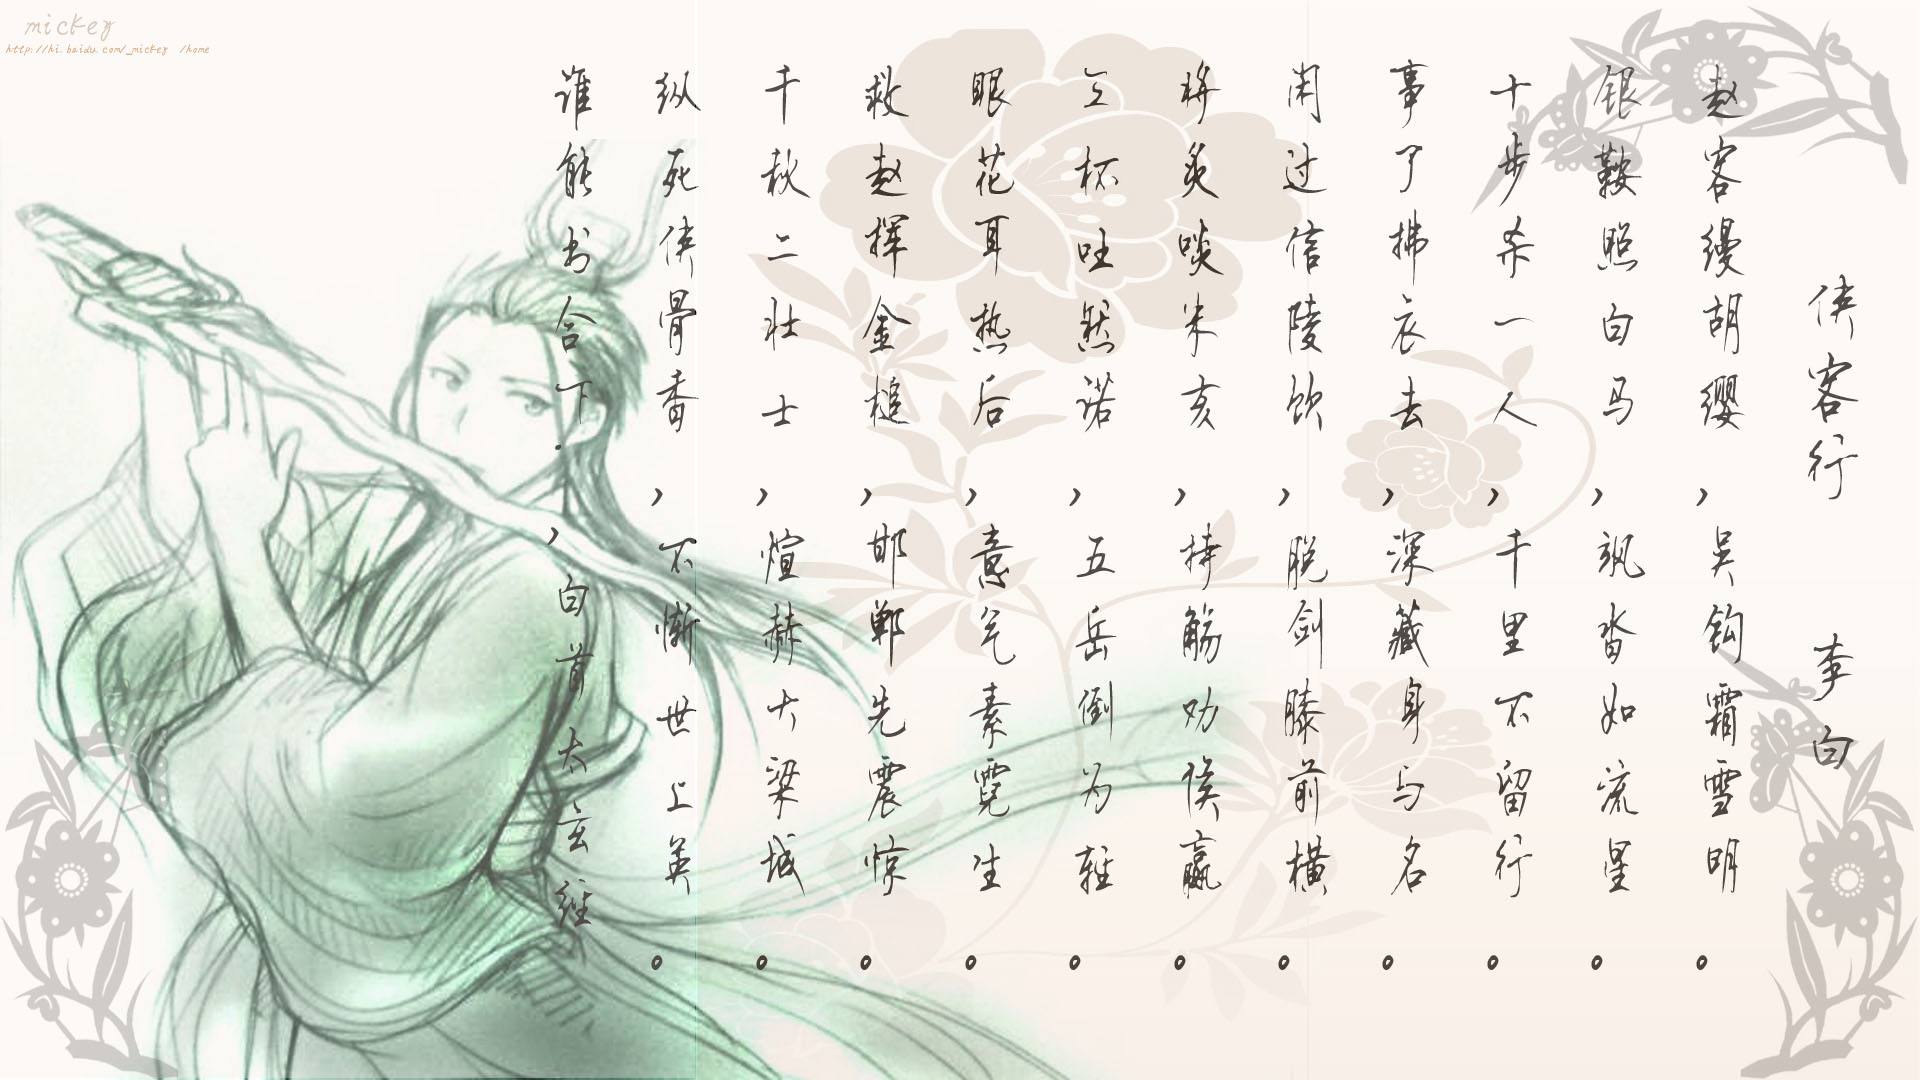 mickey
http://hi.baidu.com/_mickey /home
侠客行 李白
赵客缦胡缨,吴钩霜雪明。
银鞍照白马,飒沓如流星。
十步杀一人,千里不留行。
事了拂衣去,深藏身与名。
闲过信陵饮,脱剑膝前横。
将炙啖朱亥,持觞劝侯嬴。
三杯吐然诺,五岳倒为轻。
眼花耳热后,意气素霓生。
救赵挥金槌,邯郸先震惊。
千秋二壮士,煊赫大梁城。
纵死侠骨香,不惭世上英。
谁能书合下.,白首太玄经